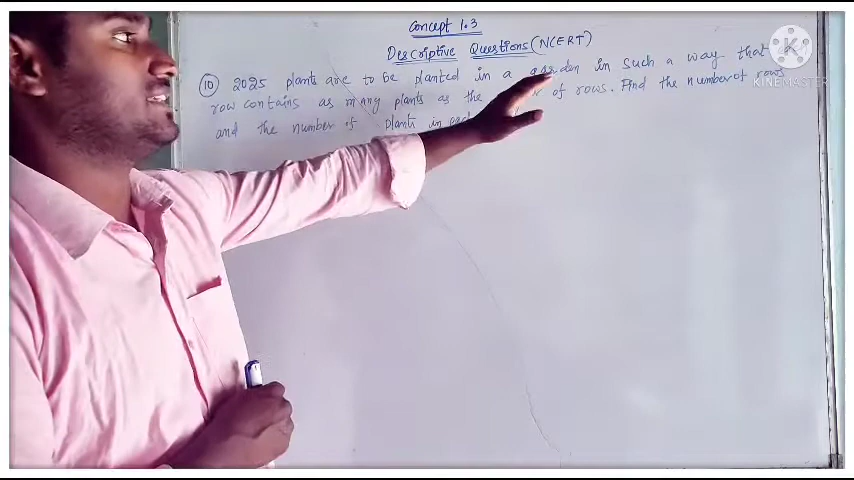 Concept 1.3
Descriptive Questions (NCERT)
10 2025 plants are to be planted in a garden in such a way that
row contains as many plants as the of rows. Find the number of rows
and the number of plants in
KINEMASTER